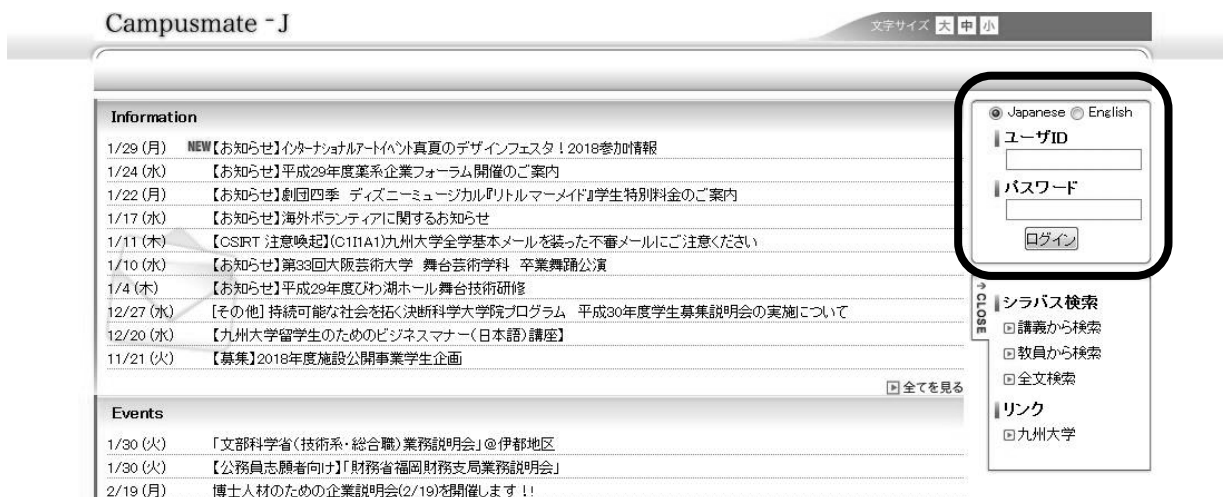 Campusmate-J
文字サイズ 大 中 小
Information
1/29 (月) NEW【お知らせ】インターナショナルアートイベント真夏のデザインフェスタ！2018参加情報
1/24 (水) 【お知らせ】平成29年度薬系企業フォーラム開催のご案内
1/22 (月) 【お知らせ】劇団四季 ディズニーミュージカル『リトルマーメイド』学生特別料金のご案内
1/17 (水) 【お知らせ】海外ボランティアに関するお知らせ
1/11 (木) 【CSIRT 注意喚起】(C1I1A1)九州大学全学基本メールを装った不審メールにご注意ください
1/10 (水) 【お知らせ】第33回大阪芸術大学 舞台芸術学科 卒業舞踊公演
1/4 (木) 【お知らせ】平成29年度びわ湖ホール舞台技術研修
12/27 (水) [その他] 持続可能な社会を拓く決断科学大学院プログラム 平成30年度学生募集説明会の実施について
12/20 (水) 【九州大学留学生のためのビジネスマナー(日本語)講座】
11/21 (火) 【募集】2018年度施設公開事業学生企画
全てを見る
Events
1/30 (火) 「文部科学省(技術系・総合職)業務説明会」@伊都地区
1/30 (火) 【公務員志願者向け】「財務省福岡財務支局業務説明会」
2/19 (月) 博士人材のための企業説明会(2/19)を開催します！！
Japanese English
ユーザID
パスワード
ログイン
→CLOSE
シラバス検索
講義から検索
教員から検索
全文検索
リンク
九州大学